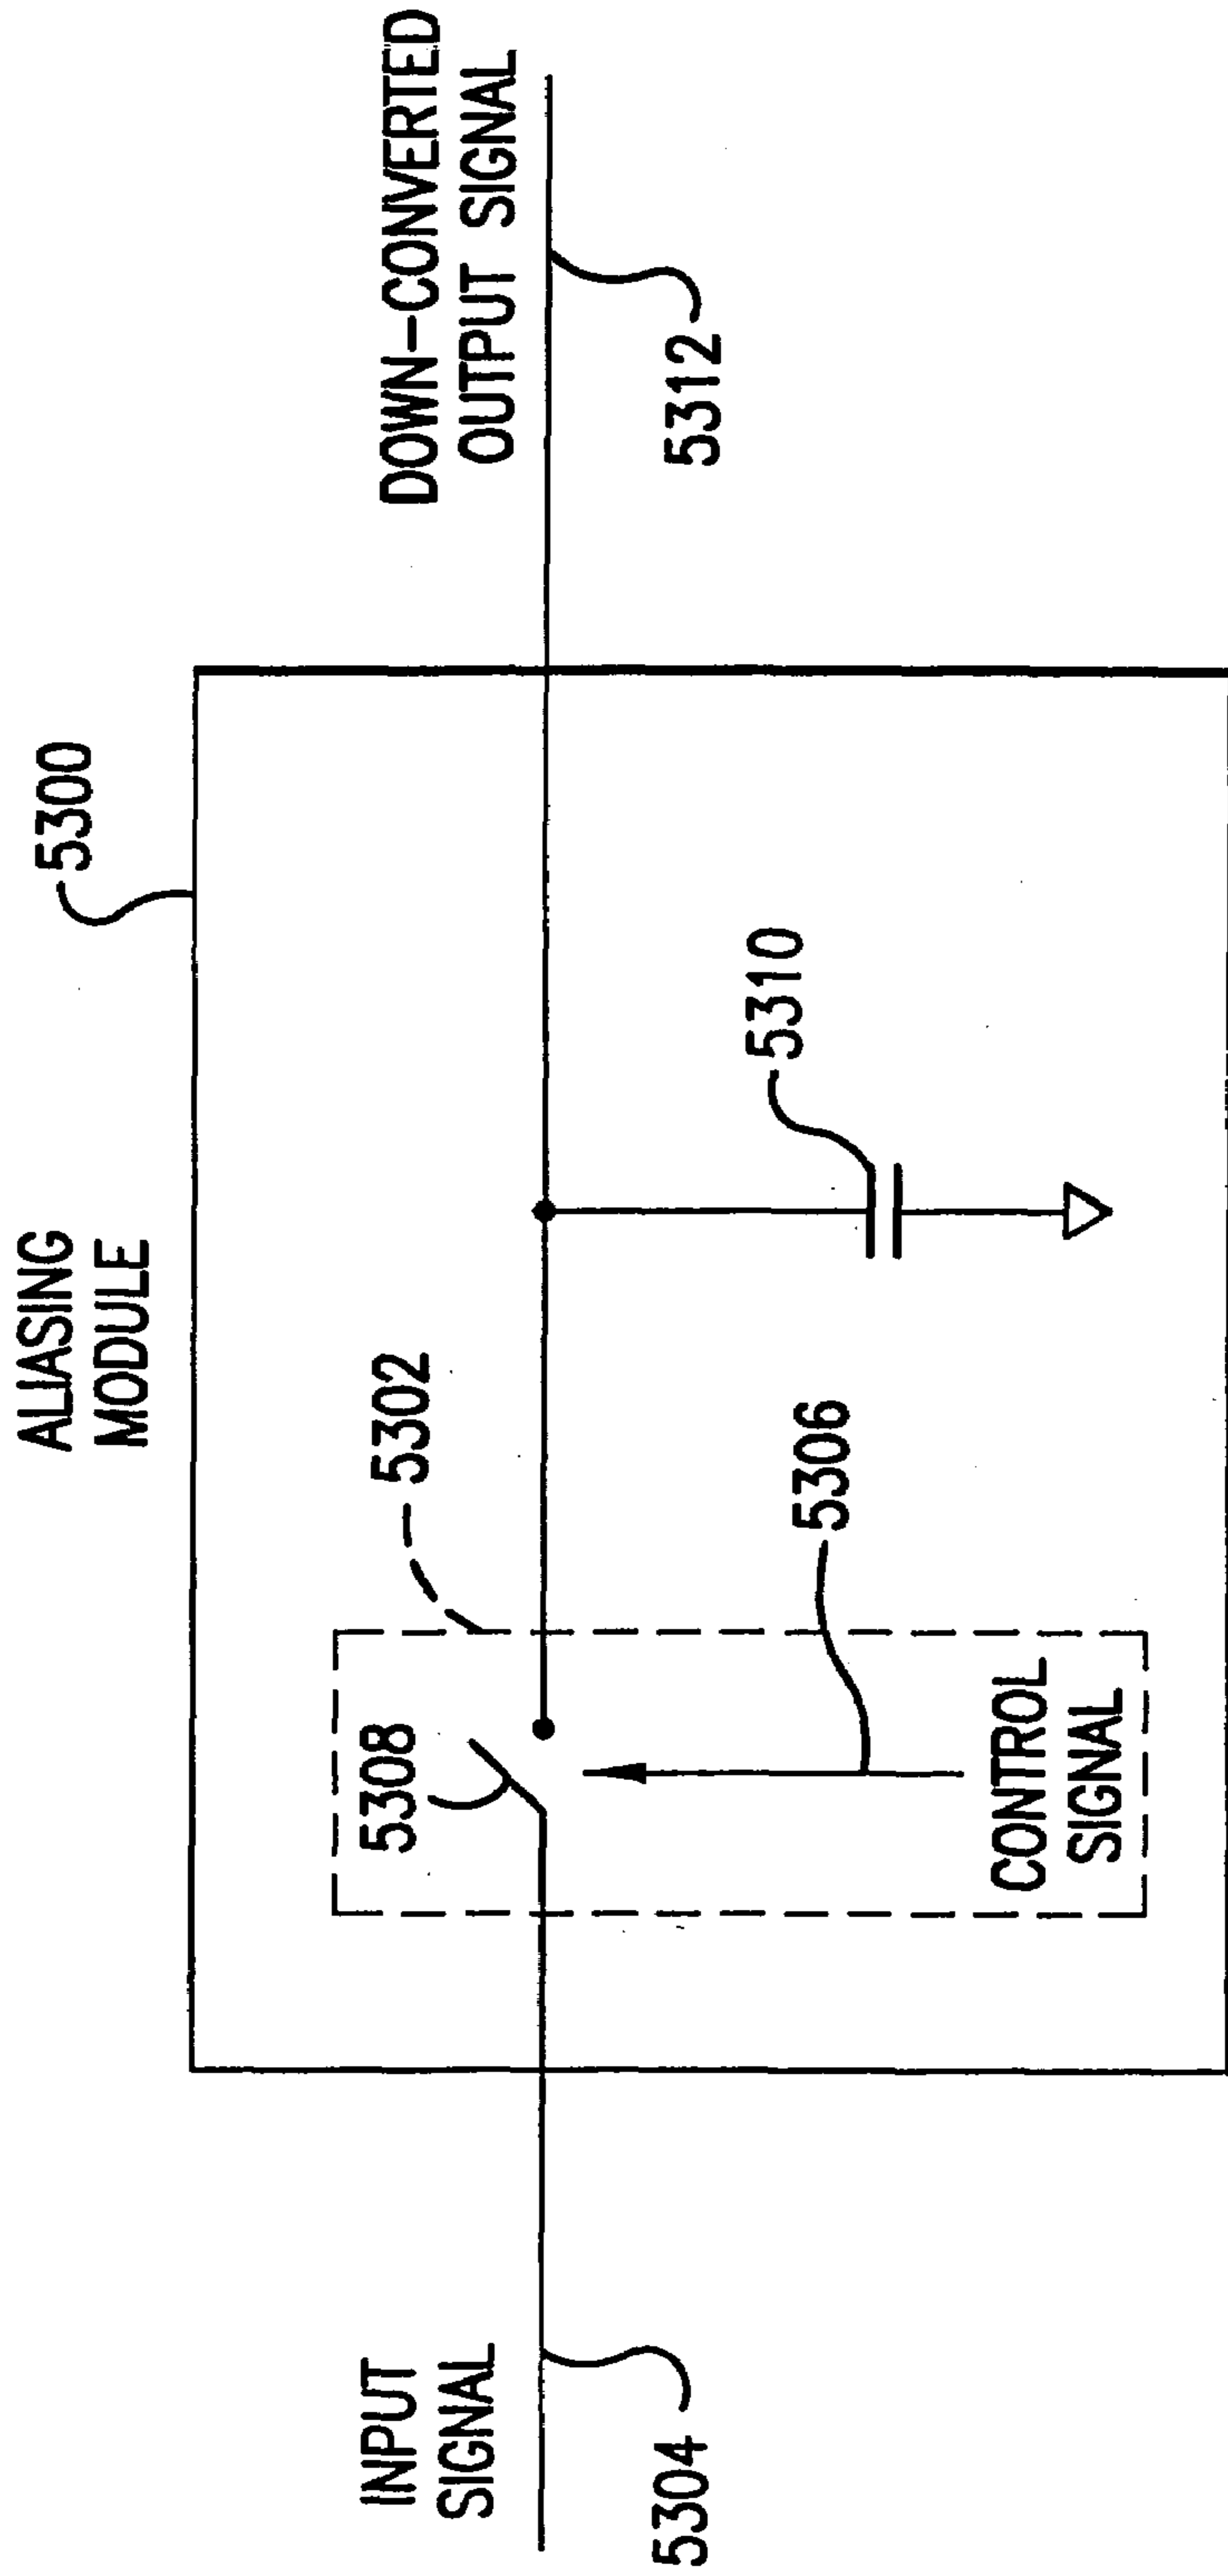 ALIASING
MODULE
5300
INPUT
SIGNAL
5304
5308
5302
CONTROL
SIGNAL
5306
5310
DOWN-CONVERTED
OUTPUT SIGNAL
5312